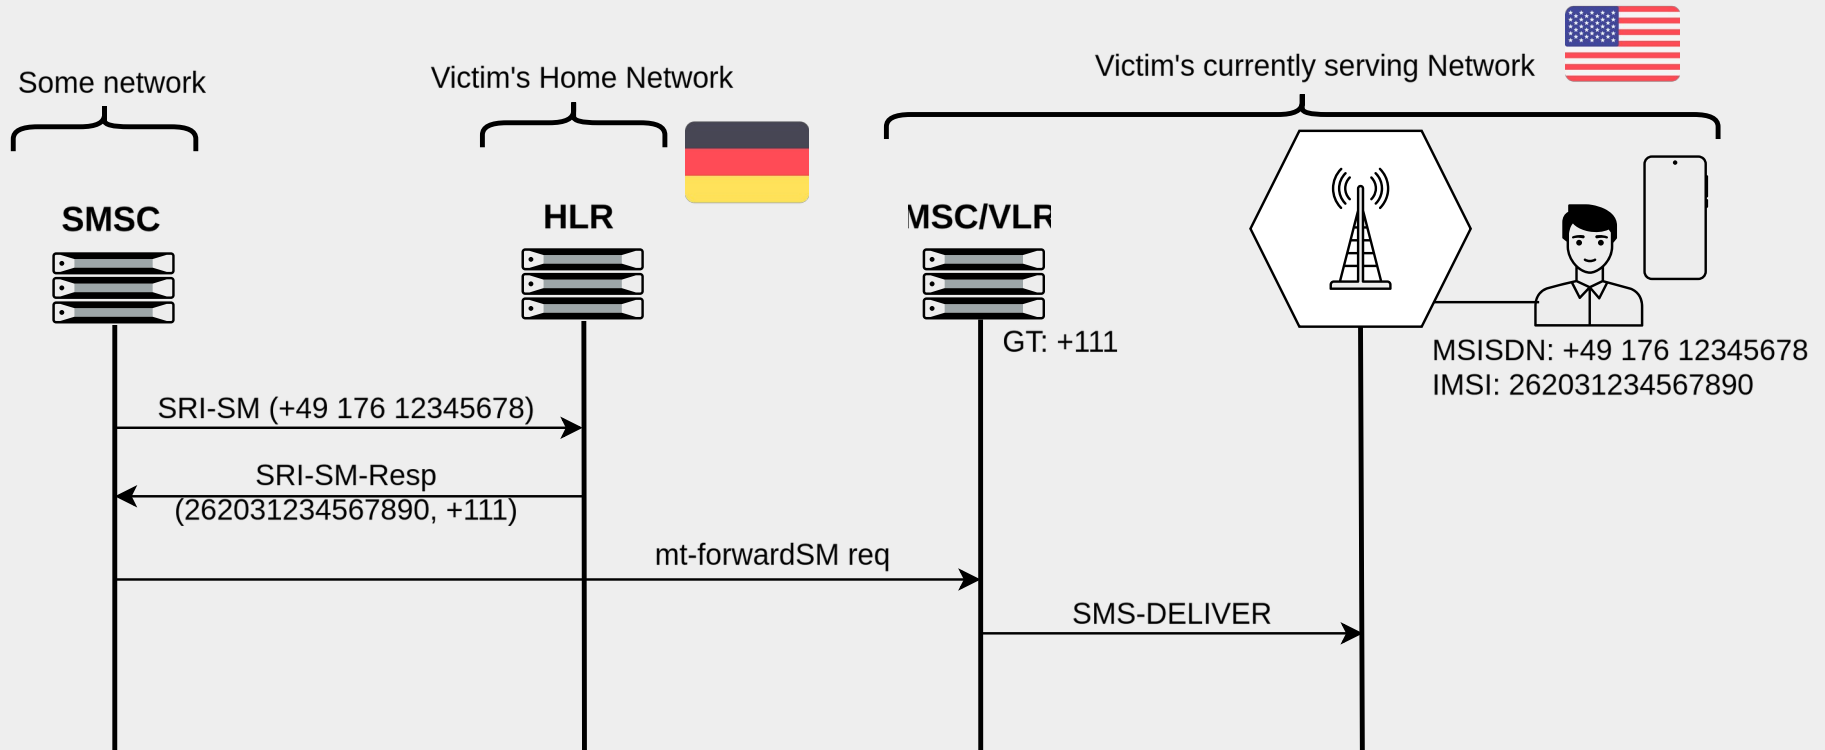 Some network
Victim's Home Network
Victim's currently serving Network
SMSC
HLR
MSC/VLR
GT: +111
MSISDN: +49 176 12345678
IMSI: 262031234567890
SRI-SM (+49 176 12345678)
SRI-SM-Resp
(262031234567890, +111)
mt-forwardSM req
SMS-DELIVER